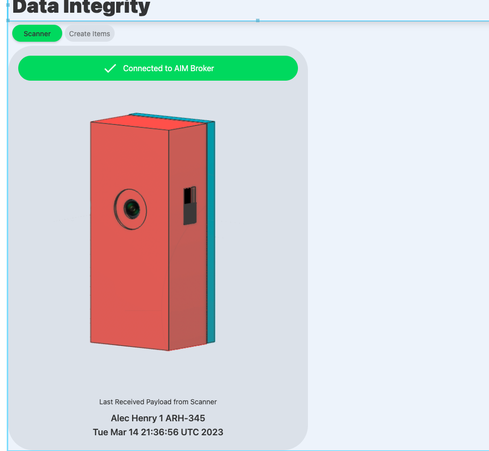 Data Integrity
Scanner
Create Items
Connected to AIM Broker
Last Received Payload from Scanner
Alec Henry 1 ARH-345
Tue Mar 14 21:36:56 UTC 2023